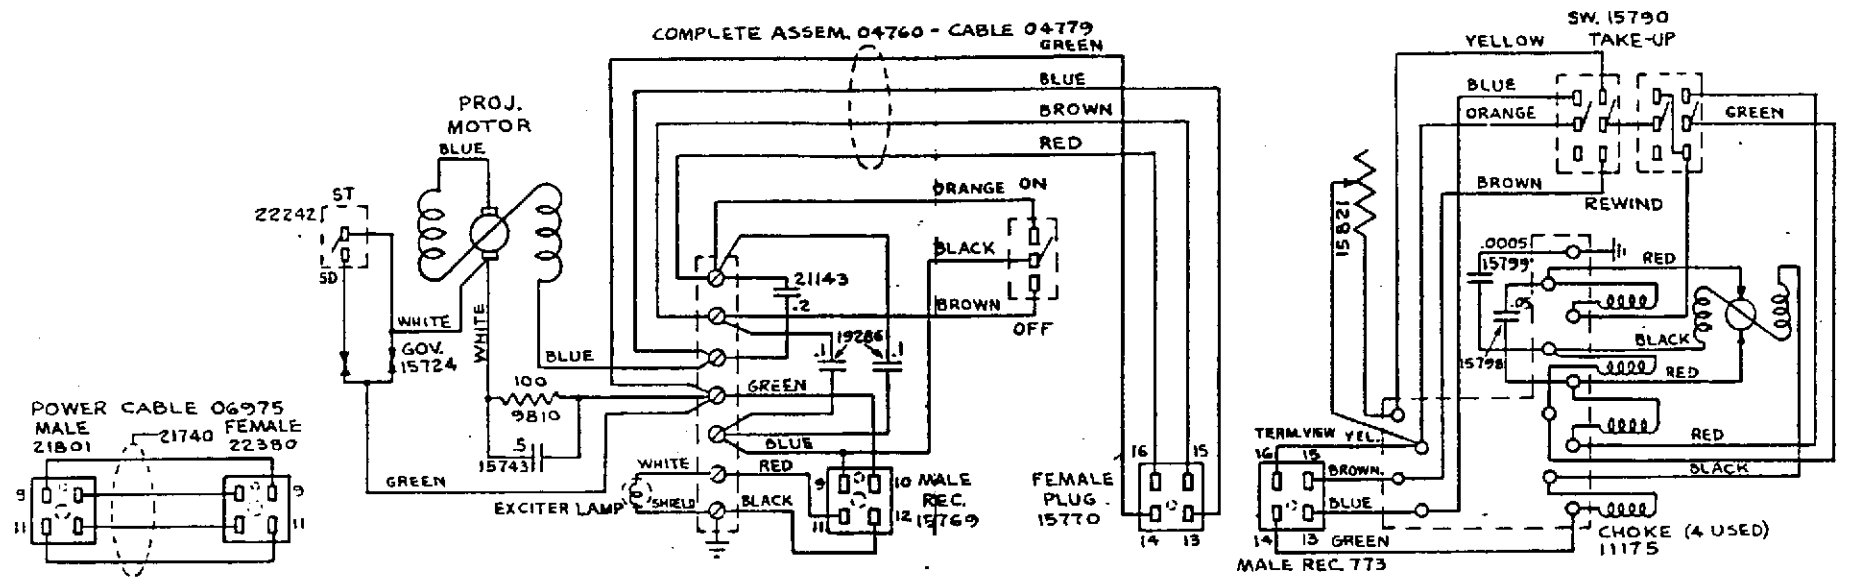 COMPLETE ASSEM. 04760 - CABLE 04779
GREEN
BLUE
BROWN
RED
PROJ.
MOTOR
BLUE
ST
22242
SD
WHITE
GOV.
15724
WHITE
BLUE
100
9810
.5
15743
GREEN
ORANGE
ON
BLACK
BROWN
OFF
21143
.2
19286
.1
.1
GREEN
BLUE
WHITE
RED
EXCITER LAMP
SHIELD
BLACK
9
10
11
12
MALE
REC.
15769
FEMALE
PLUG
15770
16
15
14
13
POWER CABLE 06975
MALE
21801
21740
FEMALE
22380
9
11
9
11
SW. 15790
TAKE-UP
YELLOW
BLUE
ORANGE
GREEN
BROWN
REWIND
15821
.0005
15799
RED
.05
15798
BLACK
RED
RED
BLACK
TERM. VIEW
YEL.
16
15
BROWN.
BLUE
14
13
GREEN
MALE REC. 773
CHOKE (4 USED)
11175